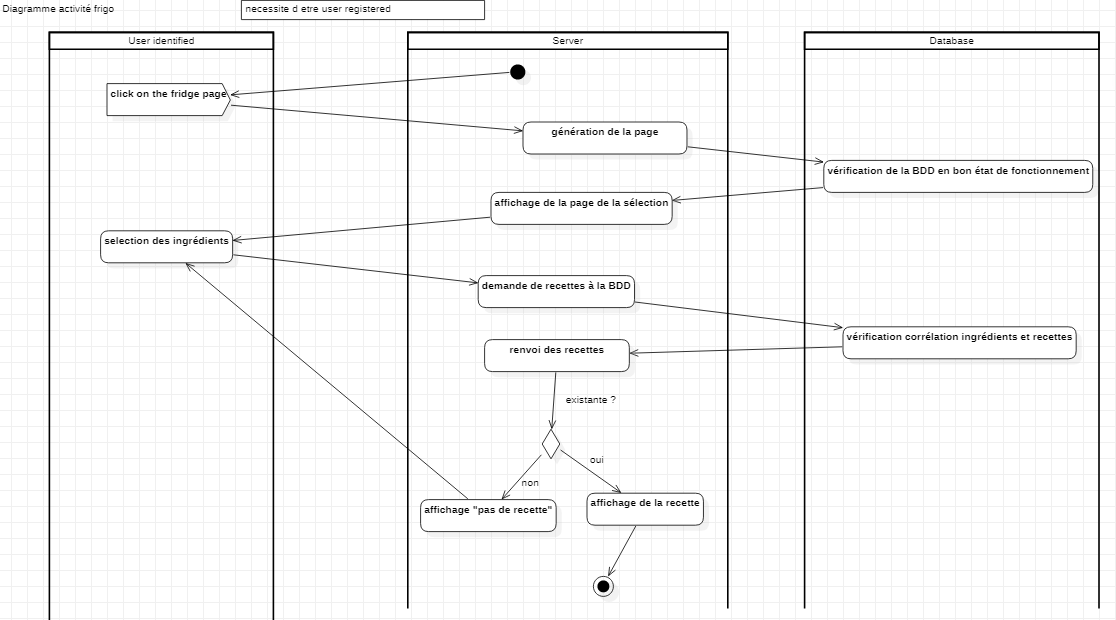 Diagramme activité frigo
necessite d etre user registered
User identified
Server
Database
click on the fridge page
génération de la page
vérification de la BDD en bon état de fonctionnement
affichage de la page de la sélection
selection des ingrédients
demande de recettes à la BDD
vérification corrélation ingrédients et recettes
renvoi des recettes
existante ?
oui
non
affichage de la recette
affichage "pas de recette"